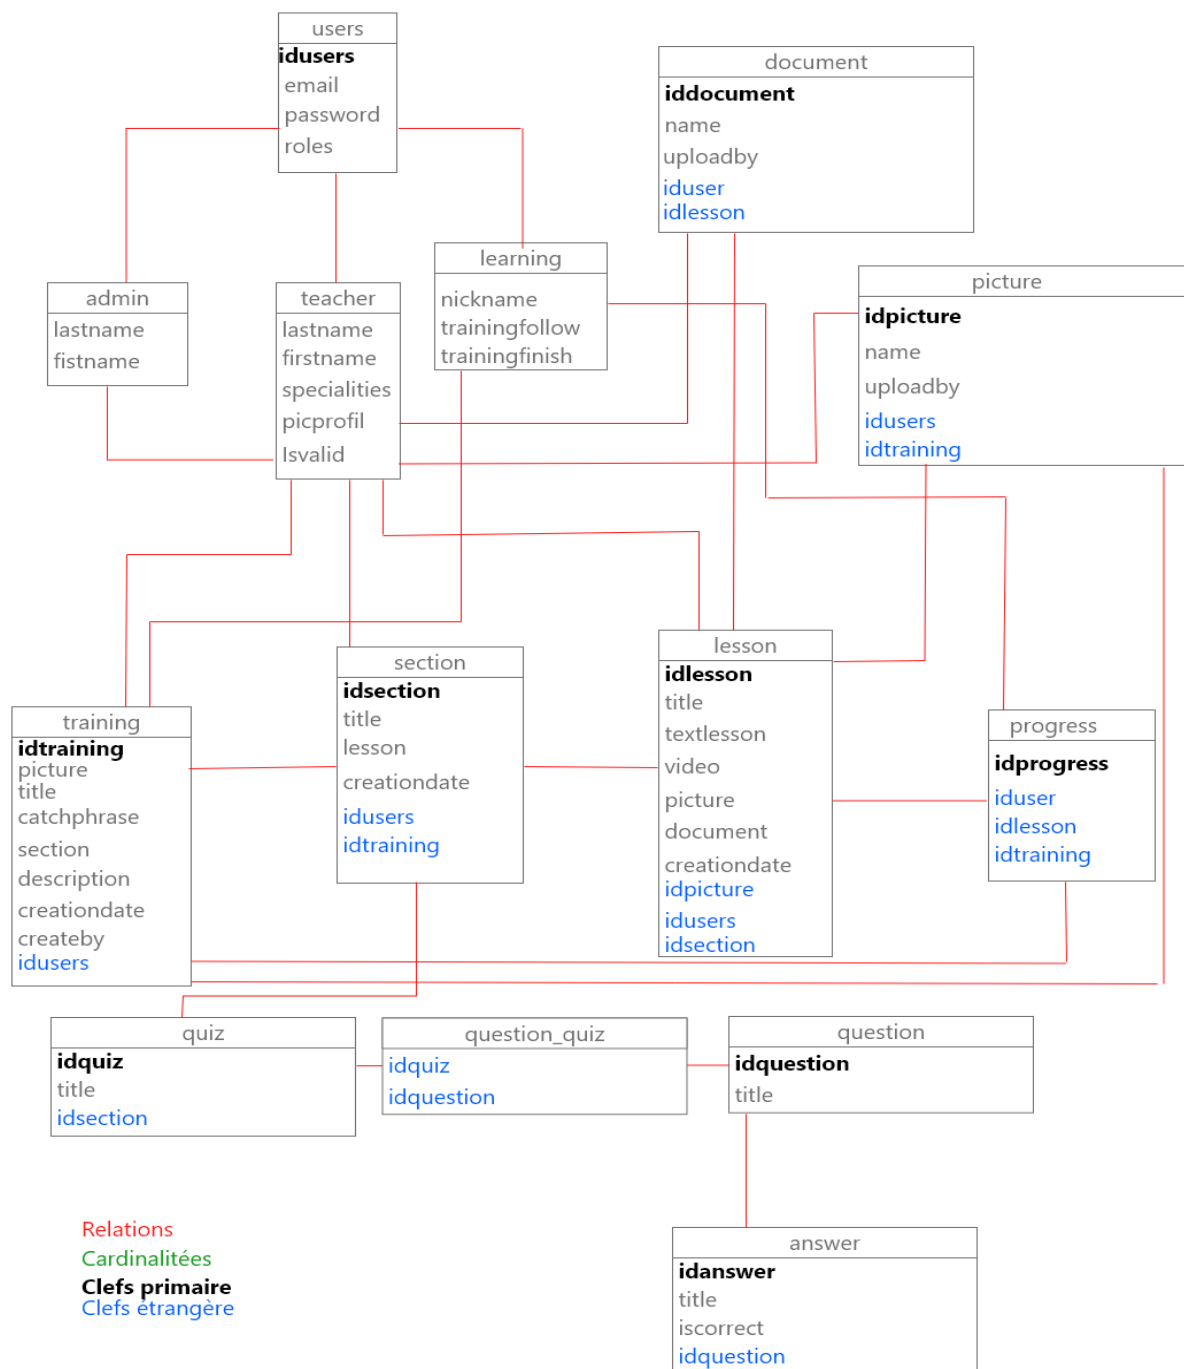 users
idusers
email
password
roles
document
iddocument
name
uploadby
iduser
idlesson
learning
nickname
trainingfollow
trainingfinish
admin
lastname
fistname
teacher
lastname
firstname
specialities
picprofil
Isvalid
picture
idpicture
name
uploadby
idusers
idtraining
section
idsection
title
lesson
creationdate
idusers
idtraining
lesson
idlesson
title
textlesson
video
picture
document
creationdate
idpicture
idusers
idsection
training
idtraining
picture
title
catchphrase
section
description
creationdate
createby
idusers
progress
idprogress
iduser
idlesson
idtraining
quiz
idquiz
title
idsection
question_quiz
idquiz
idquestion
question
idquestion
title
answer
idanswer
title
iscorrect
idquestion
Relations
Cardinalitées
Clefs primaire
Clefs étrangère